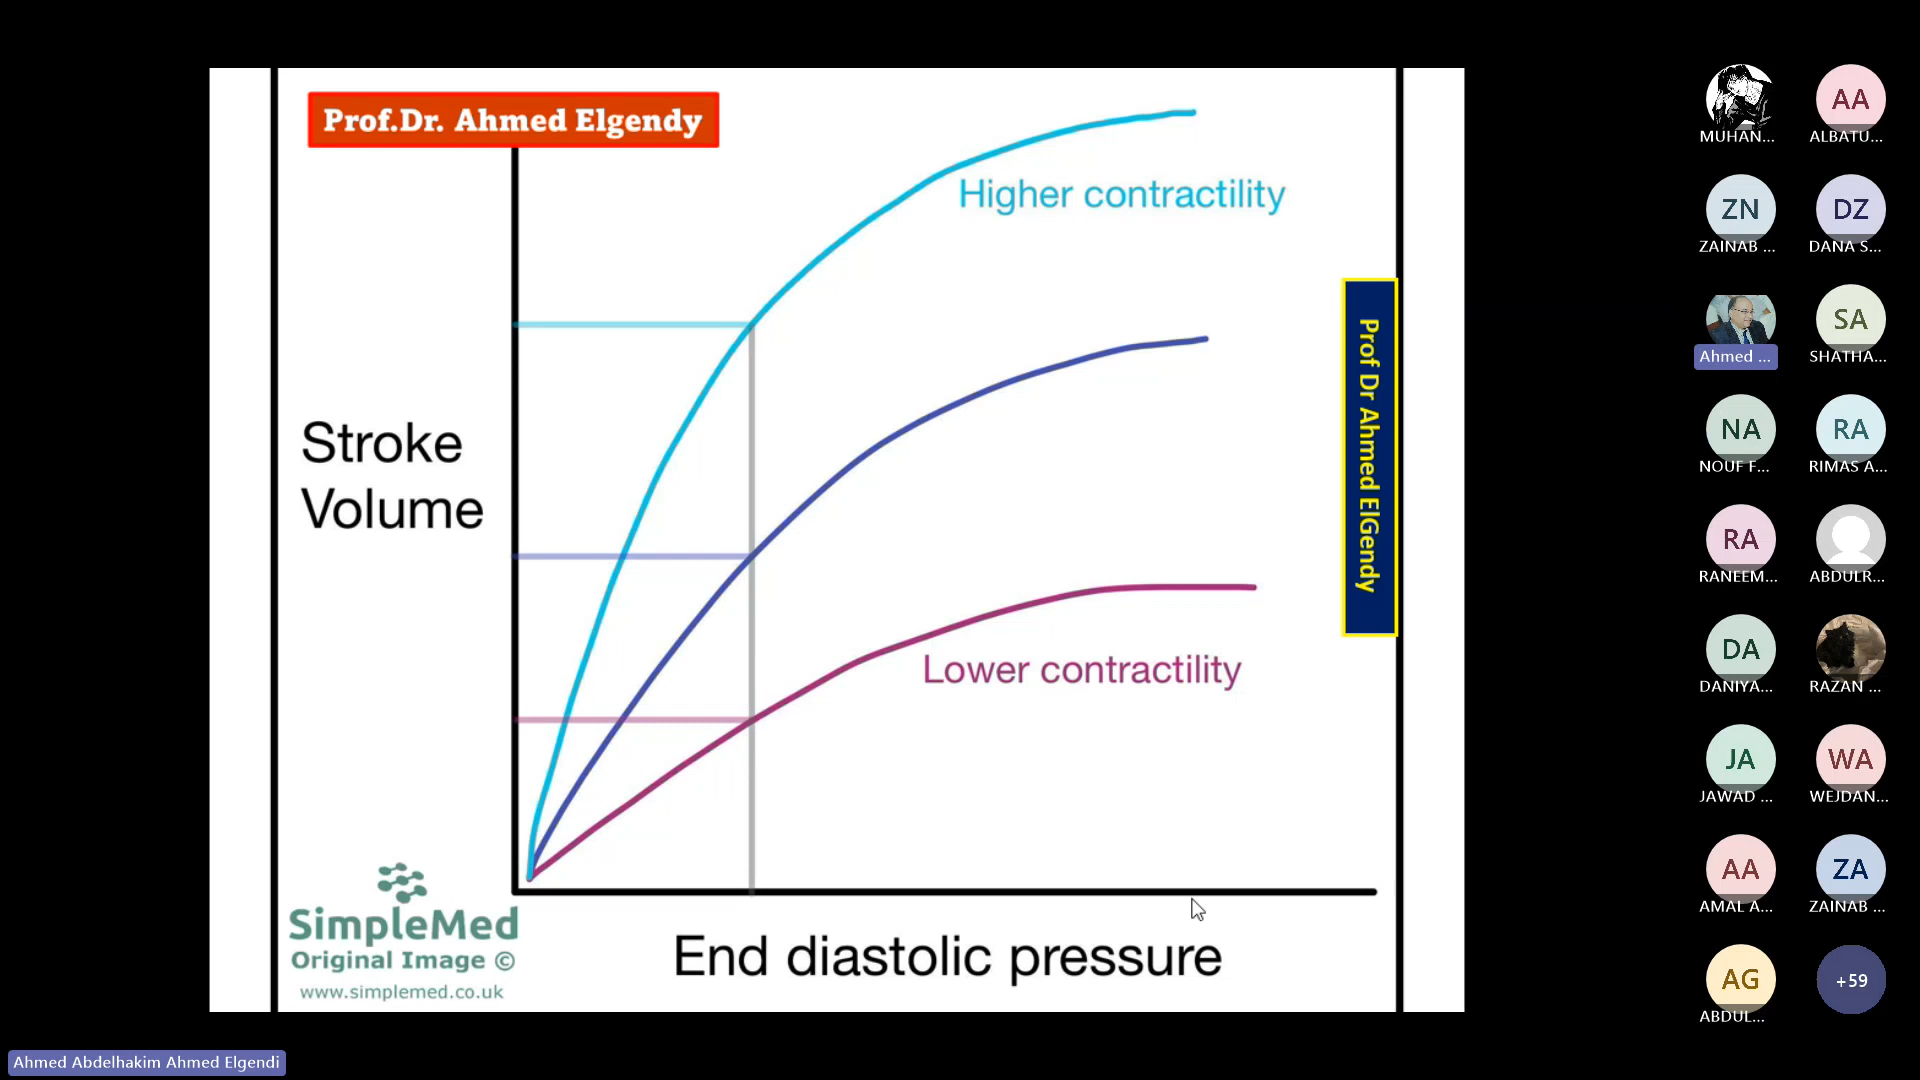 Prof.Dr. Ahmed Elgendy
Higher contractility
Prof Dr Ahmed ElGendy
Stroke
Volume
Lower contractility
SimpleMed
Original Image ©
www.simplemed.co.uk
End diastolic pressure
Ahmed Abdelhakim Ahmed Elgendi
MUHAN...
AA
ALBATU...
ZN
ZAINAB ...
DZ
DANA S...
Ahmed ...
SA
SHATHA...
NA
NOUF F...
RA
RIMAS A...
RA
RANEEM...
ABDULR...
DA
DANIYA...
RAZAN ...
JA
JAWAD ...
WA
WEJDAN...
AA
AMAL A...
ZA
ZAINAB ...
AG
ABDUL...
+59